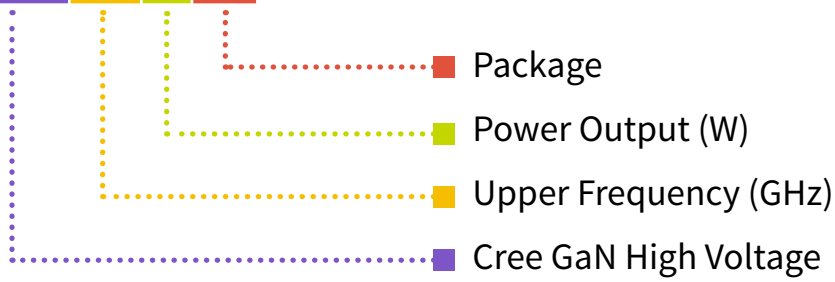 Package
Power Output (W)
Upper Frequency (GHz)
Cree GaN High Voltage